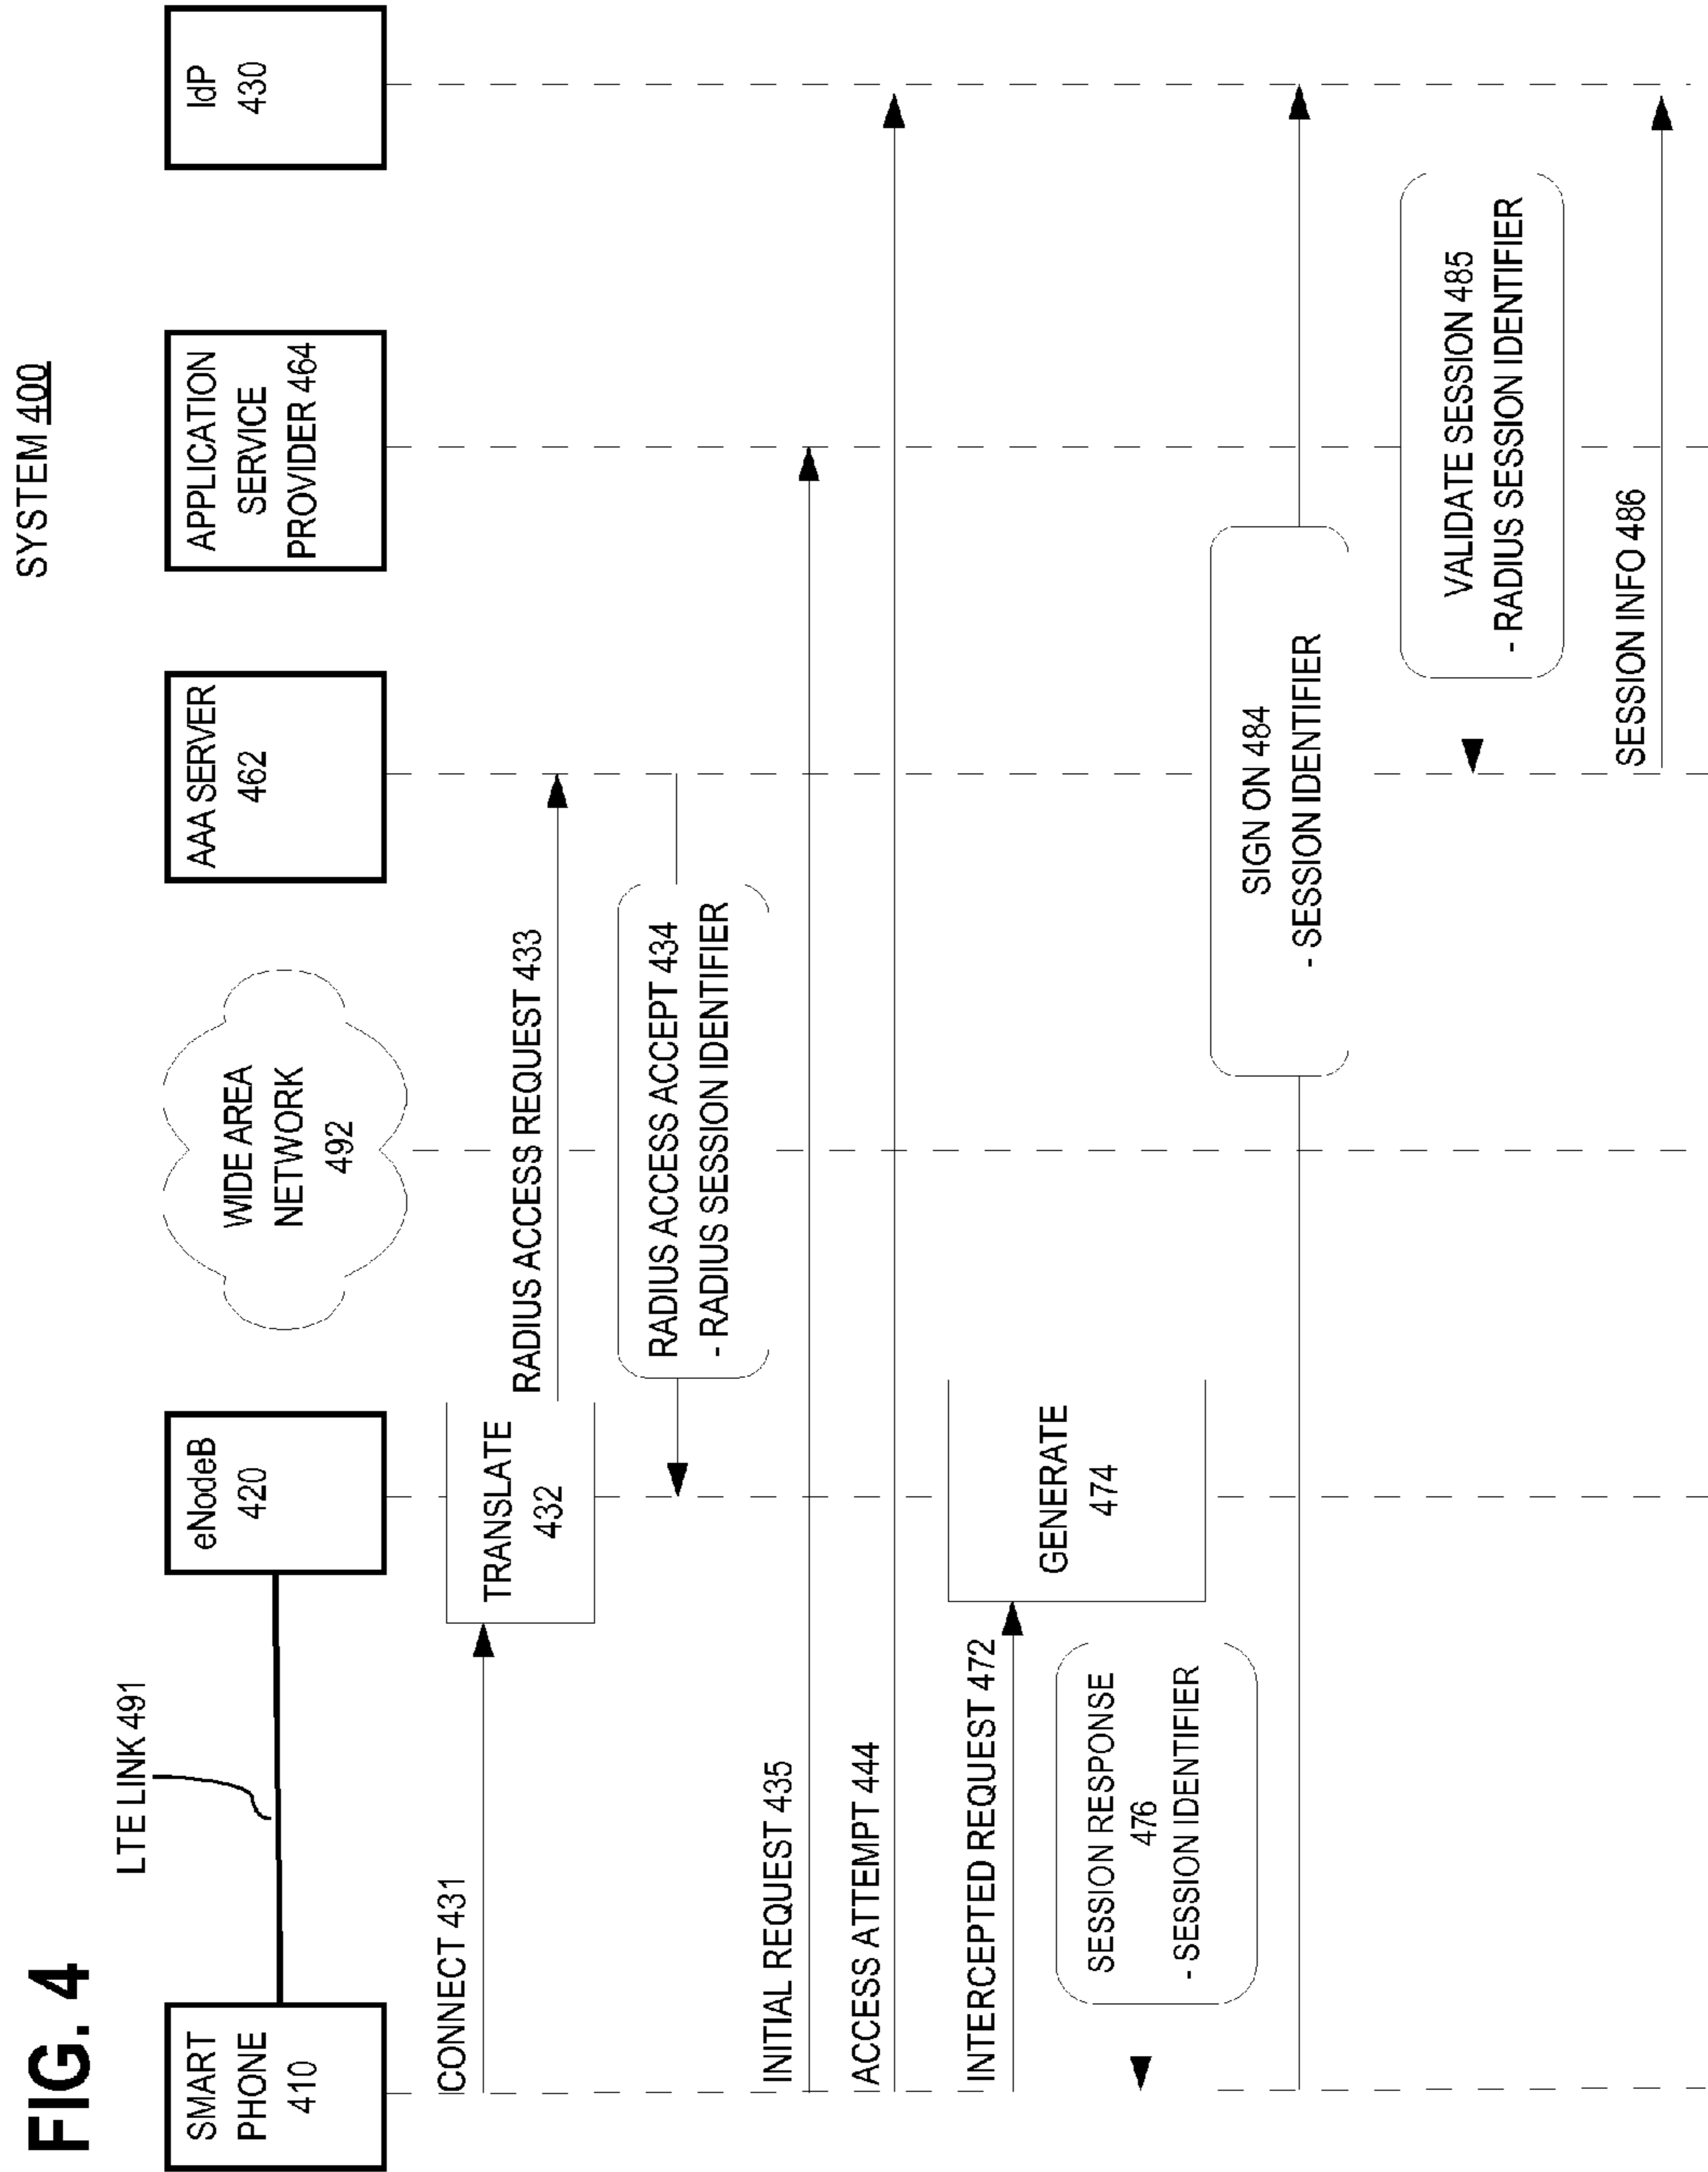 FIG. 4
SYSTEM 400
LTE LINK 491
SMART
PHONE
410
eNodeB
420
WIDE AREA
NETWORK
492
AAA SERVER
462
APPLICATION
SERVICE
PROVIDER 464
IdP
430
CONNECT 431
TRANSLATE
432
RADIUS ACCESS REQUEST 433
RADIUS ACCESS ACCEPT 434
- RADIUS SESSION IDENTIFIER
INITIAL REQUEST 435
ACCESS ATTEMPT 444
INTERCEPTED REQUEST 472
GENERATE
474
SESSION RESPONSE
476
- SESSION IDENTIFIER
SIGN ON 484
- SESSION IDENTIFIER
VALIDATE SESSION 485
- RADIUS SESSION IDENTIFIER
SESSION INFO 486